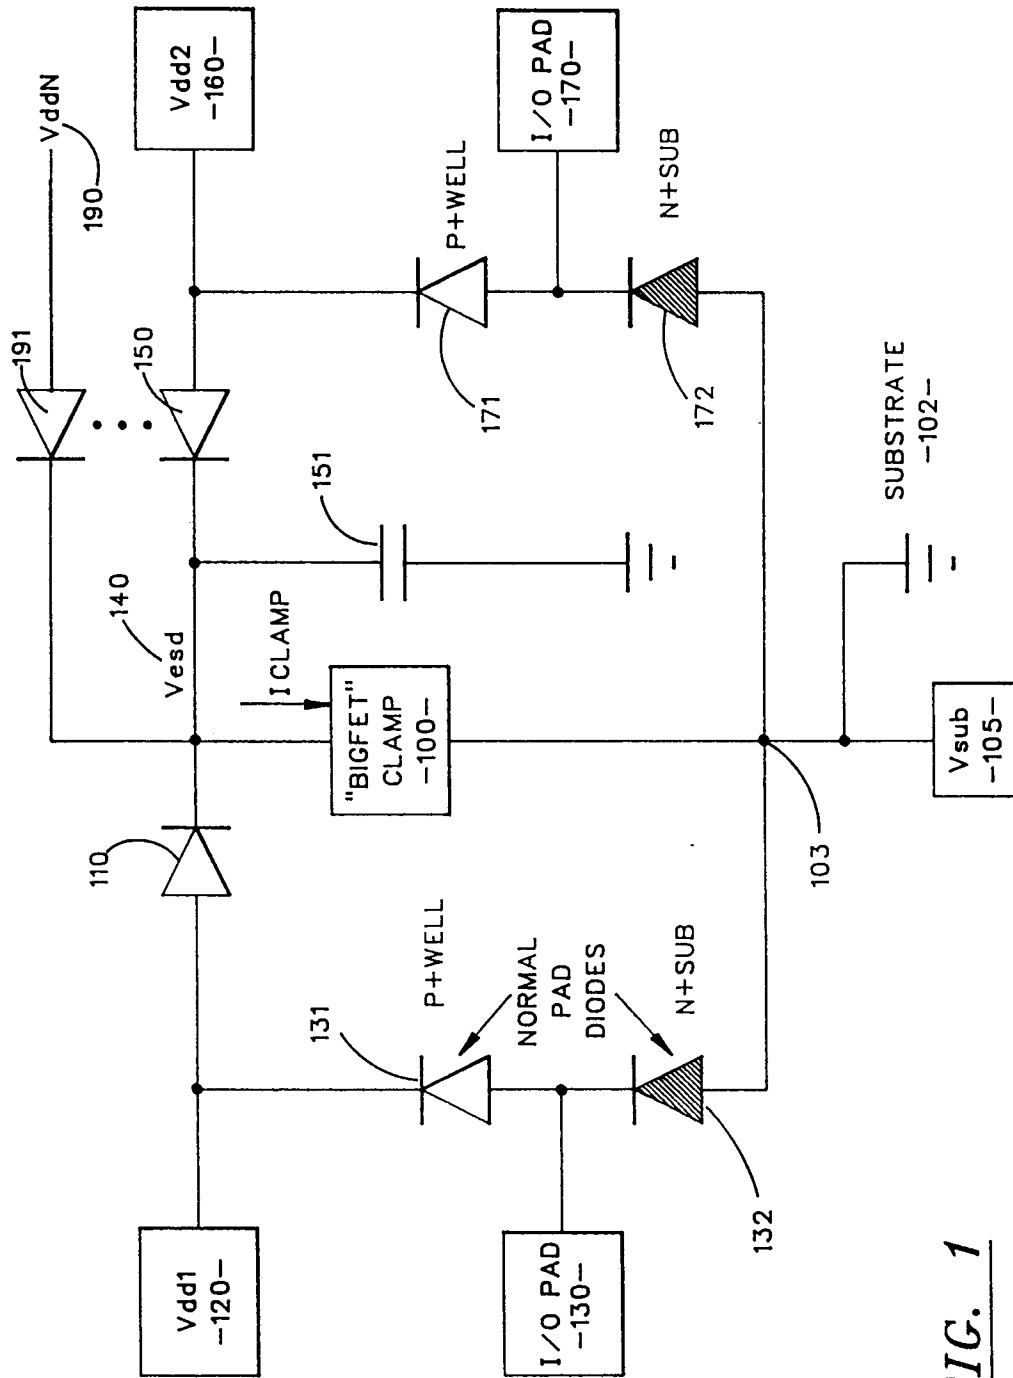 VddN
190
191
Vdd2
-160-
150
140
Vesd
110
Vdd1
-120-
ICLAMP
"BIGFET"
CLAMP
-100-
151
P+WELL
171
I/O PAD
-170-
N+SUB
172
131
P+WELL
NORMAL
PAD
DIODES
N+SUB
132
I/O PAD
-130-
103
SUBSTRATE
-102-
Vsub
-105-
IG. 1